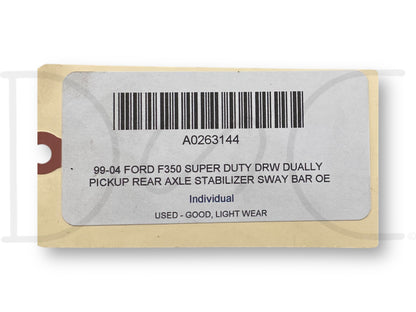 A0263144
99-04 FORD F350 SUPER DUTY DRW DUALLY
PICKUP REAR AXLE STABILIZER SWAY BAR OE
Individual
USED - GOOD, LIGHT WEAR